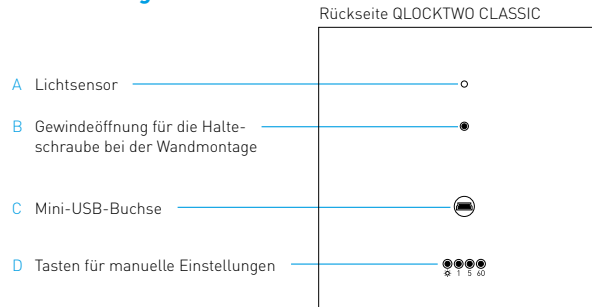 Rückseite QLOCKTWO CLASSIC
A Lichtsensor
B Gewindeöffnung für die Halte-
schraube bei der Wandmontage
C Mini-USB-Buchse
D Tasten für manuelle Einstellungen
1 5 60